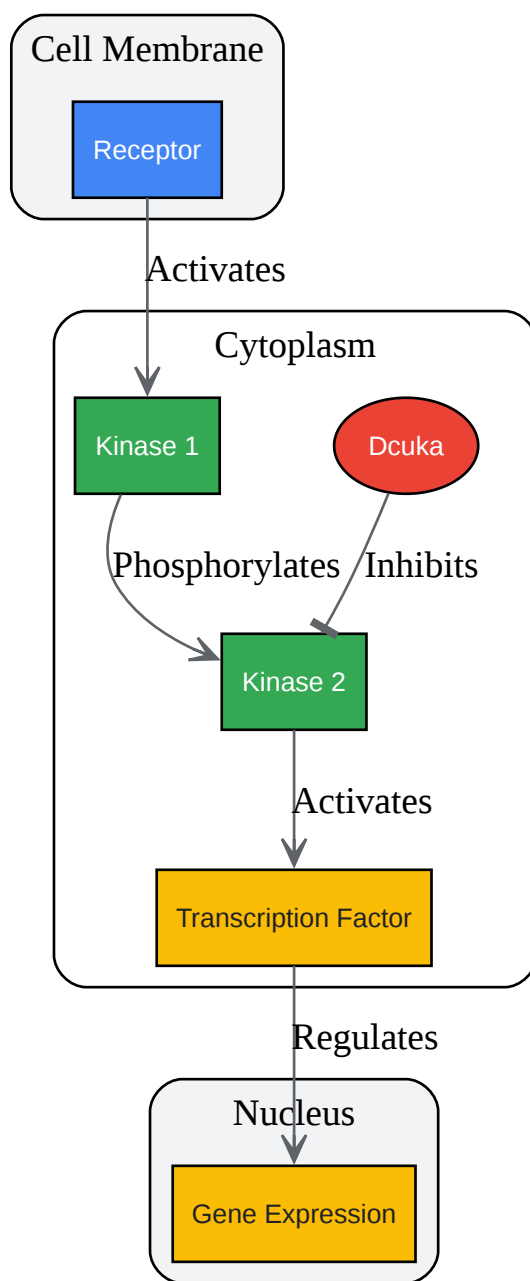 Cell Membrane
Receptor
Activates
Cytoplasm
Kinase 1
Dcuka
Phosphorylates
Inhibits
Kinase 2
Activates
Transcription Factor
Regulates
Nucleus
Gene Expression